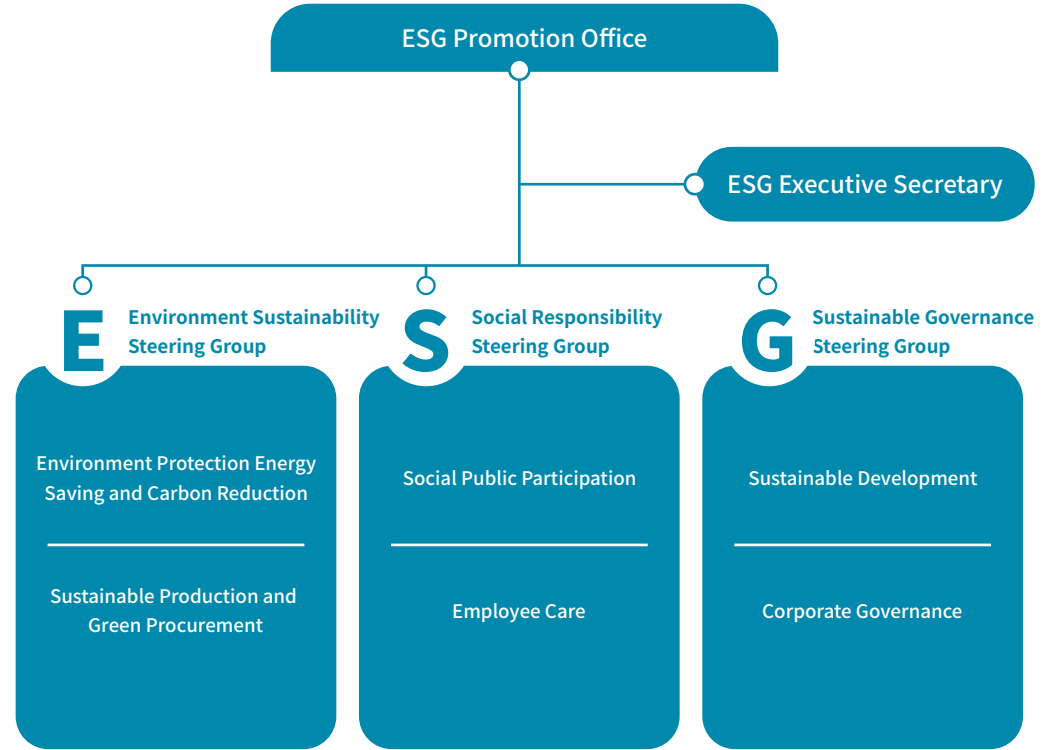 ESG Promotion Office
ESG Executive Secretary
E
Environment Sustainability
Steering Group
Environment Protection Energy
Saving and Carbon Reduction
Sustainable Production and
Green Procurement
S
Social Responsibility
Steering Group
Social Public Participation
Employee Care
G
Sustainable Governance
Steering Group
Sustainable Development
Corporate Governance